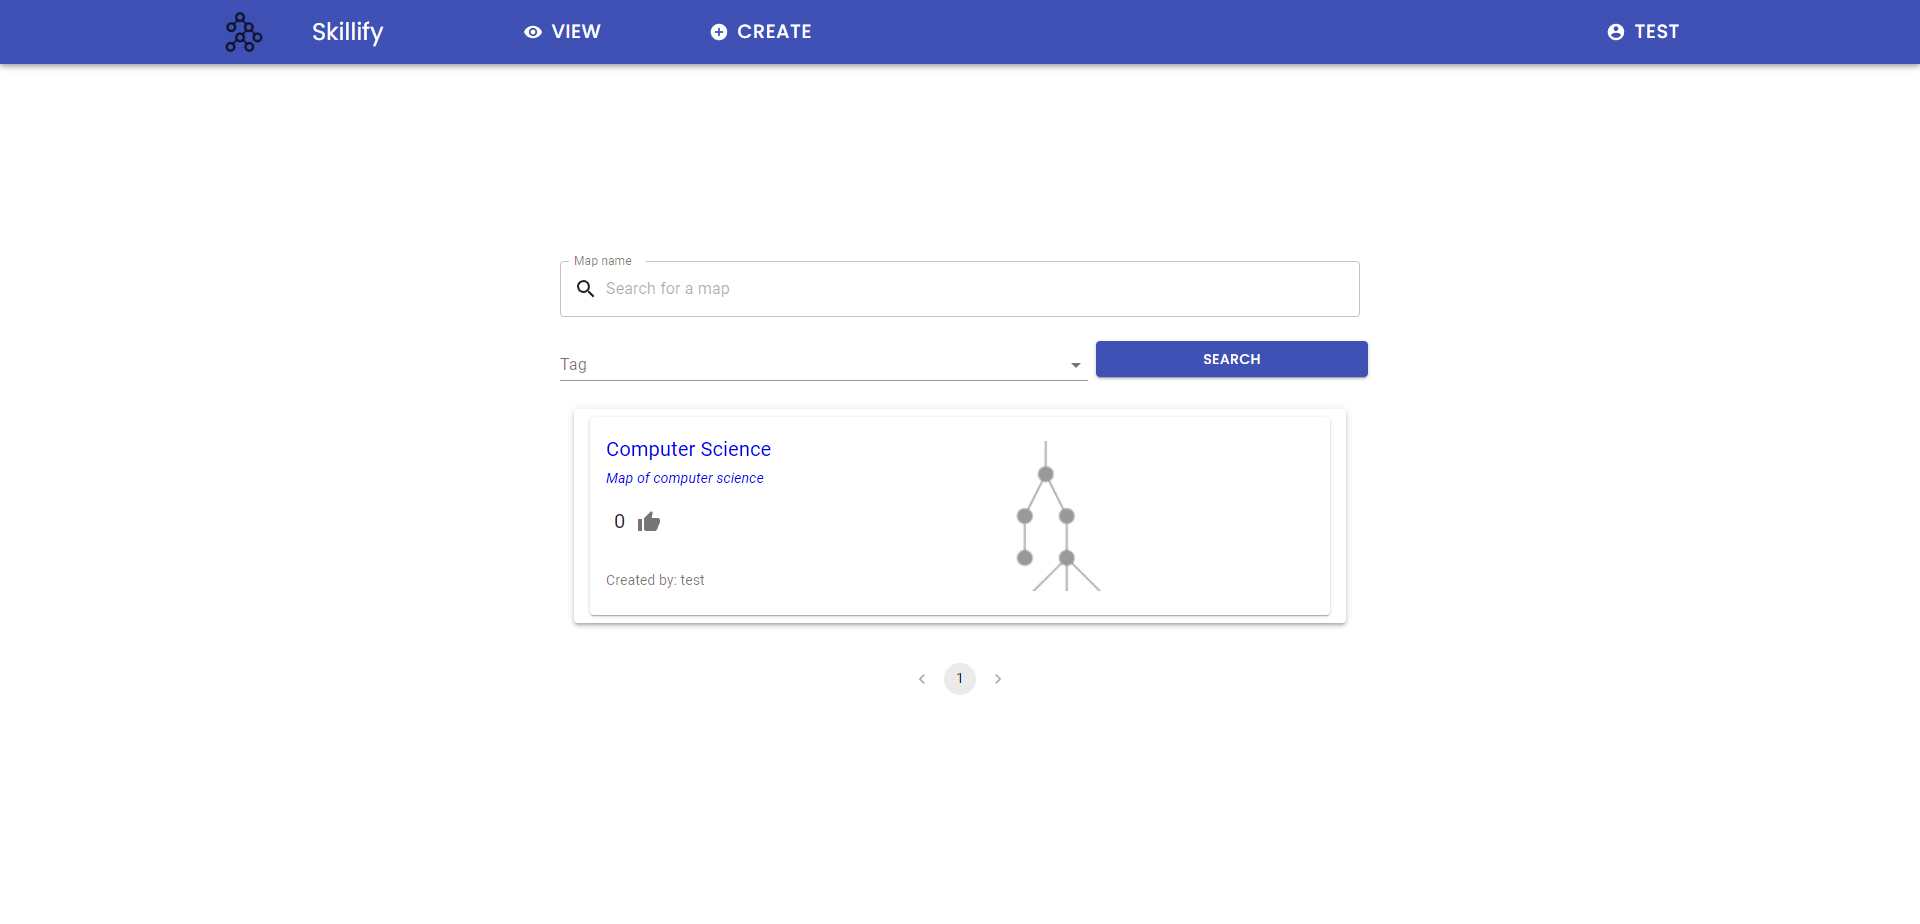 Skillify
VIEW
CREATE
TEST
Map name
Search for a map
Tag
SEARCH
Computer Science
Map of computer science
0
Created by: test
1